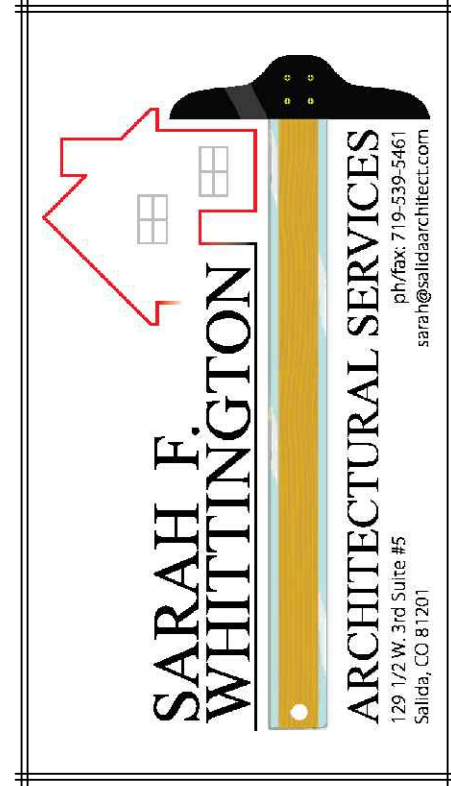 SARAH F.
WHITTINGTON
ARCHITECTURAL SERVICES
129 1/2 W. 3rd Suite #5
Salida, CO 81201
ph/fax: 719-539-5461
sarah@salidaarchitect.com